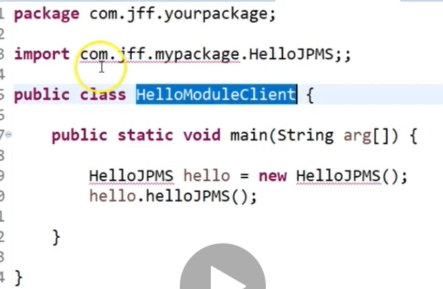 package com.jff.yourpackage;
import com.jff.mypackage.HelloJPMS;;
public class HelloModuleClient {
public static void main(String arg[]) {
HelloJPMS hello = new HelloJPMS();
hello.helloJPMS();
}
}